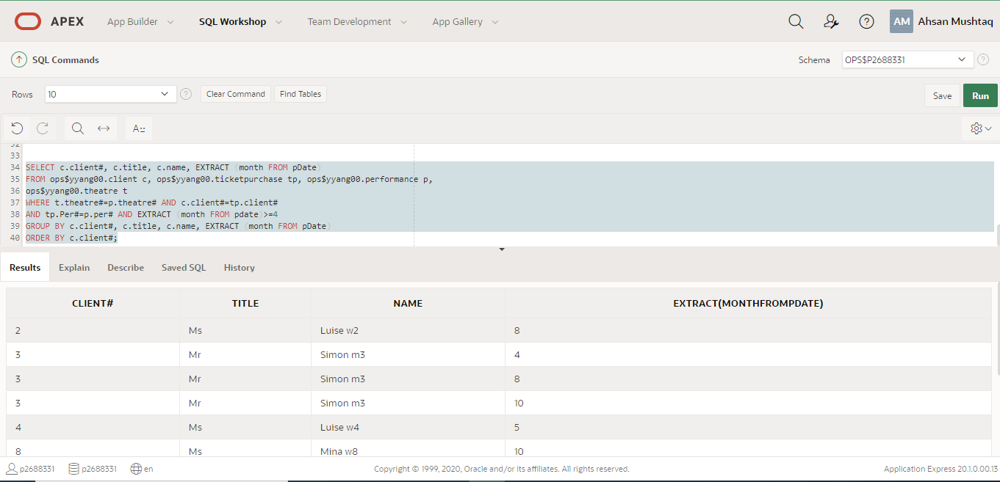 APEX App Builder SQL Workshop Team Development App Gallery AM Ahsan Mushtaq
SQL Commands Schema OPS$P2688331
Rows 10 Clear Command Find Tables Save Run
A::
32
33
34 SELECT c.client#, c.title, c.name, EXTRACT (month FROM pDate)
35 FROM ops$yyang00.client c, ops$yyang00.ticketpurchase tp, ops$yyang00.performance p,
36 ops$yyang00.theatre t
37 WHERE t.theatre#=p.theatre# AND c.client#=tp.client#
38 AND tp.Per#=p.per# AND EXTRACT (month FROM pdate)>=4
39 GROUP BY c.client#, c.title, c.name, EXTRACT (month FROM pDate)
40 ORDER BY c.client#;
Results Explain Describe Saved SQL History
CLIENT# TITLE NAME EXTRACT(MONTHFROMPDATE)
2 Ms Luise w2 8
3 Mr Simon m3 4
3 Mr Simon m3 8
3 Mr Simon m3 10
4 Ms Luise w4 5
8 Ms Mina w8 10
p2688331 p2688331 en Copyright © 1999, 2020, Oracle and/or its affiliates. All rights reserved. Application Express 20.1.0.00.13